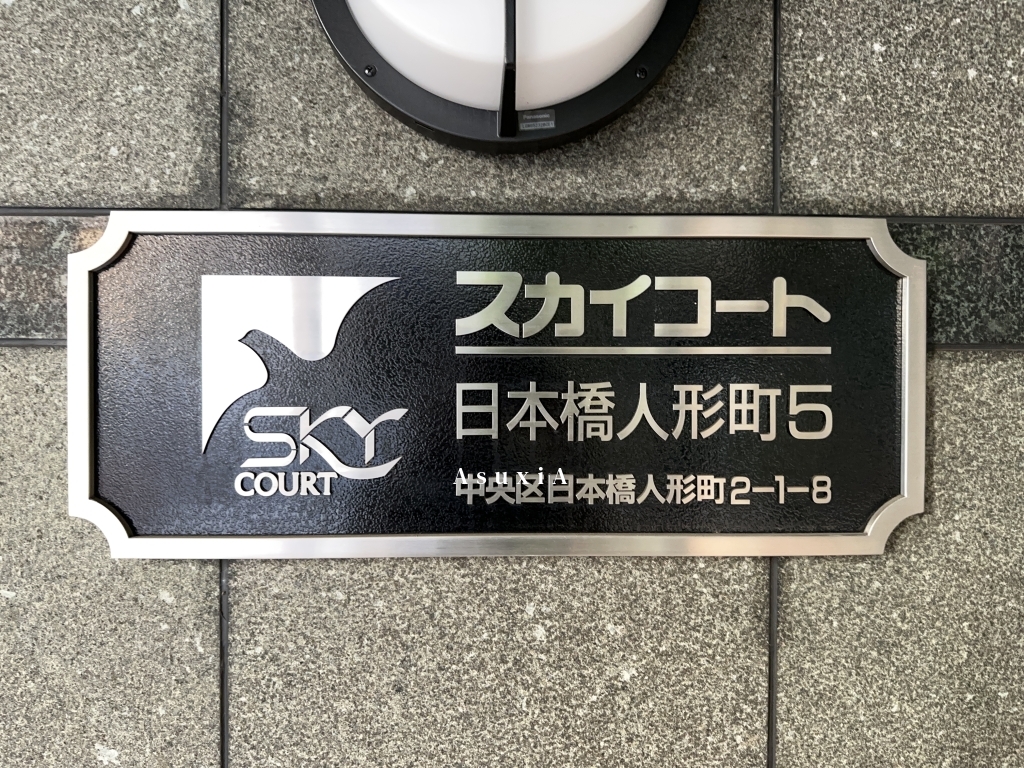 Panasonic
スカイコート
日本橋人形町5
SKY
COURT
AsuxiA
中央区日本橋人形町2-1-8